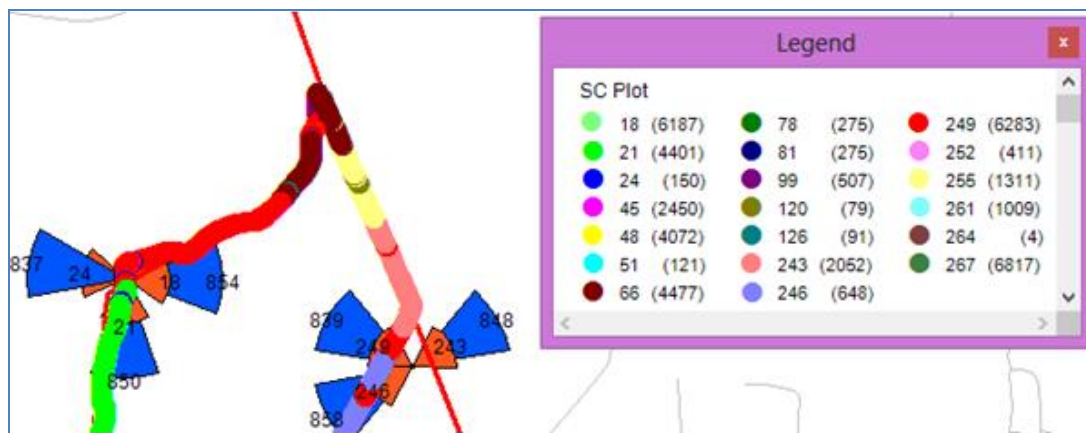 Legend
x
SC Plot
18 (6187) 78 (275) 249 (6283)
21 (4401) 81 (275) 252 (411)
24 (150) 99 (507) 255 (1311)
45 (2450) 120 (79) 261 (1009)
48 (4072) 126 (91) 264 (4)
51 (121) 243 (2052) 267 (6817)
66 (4477) 246 (648)
837 24 18 854
21
850
839 848
249 243
246
858